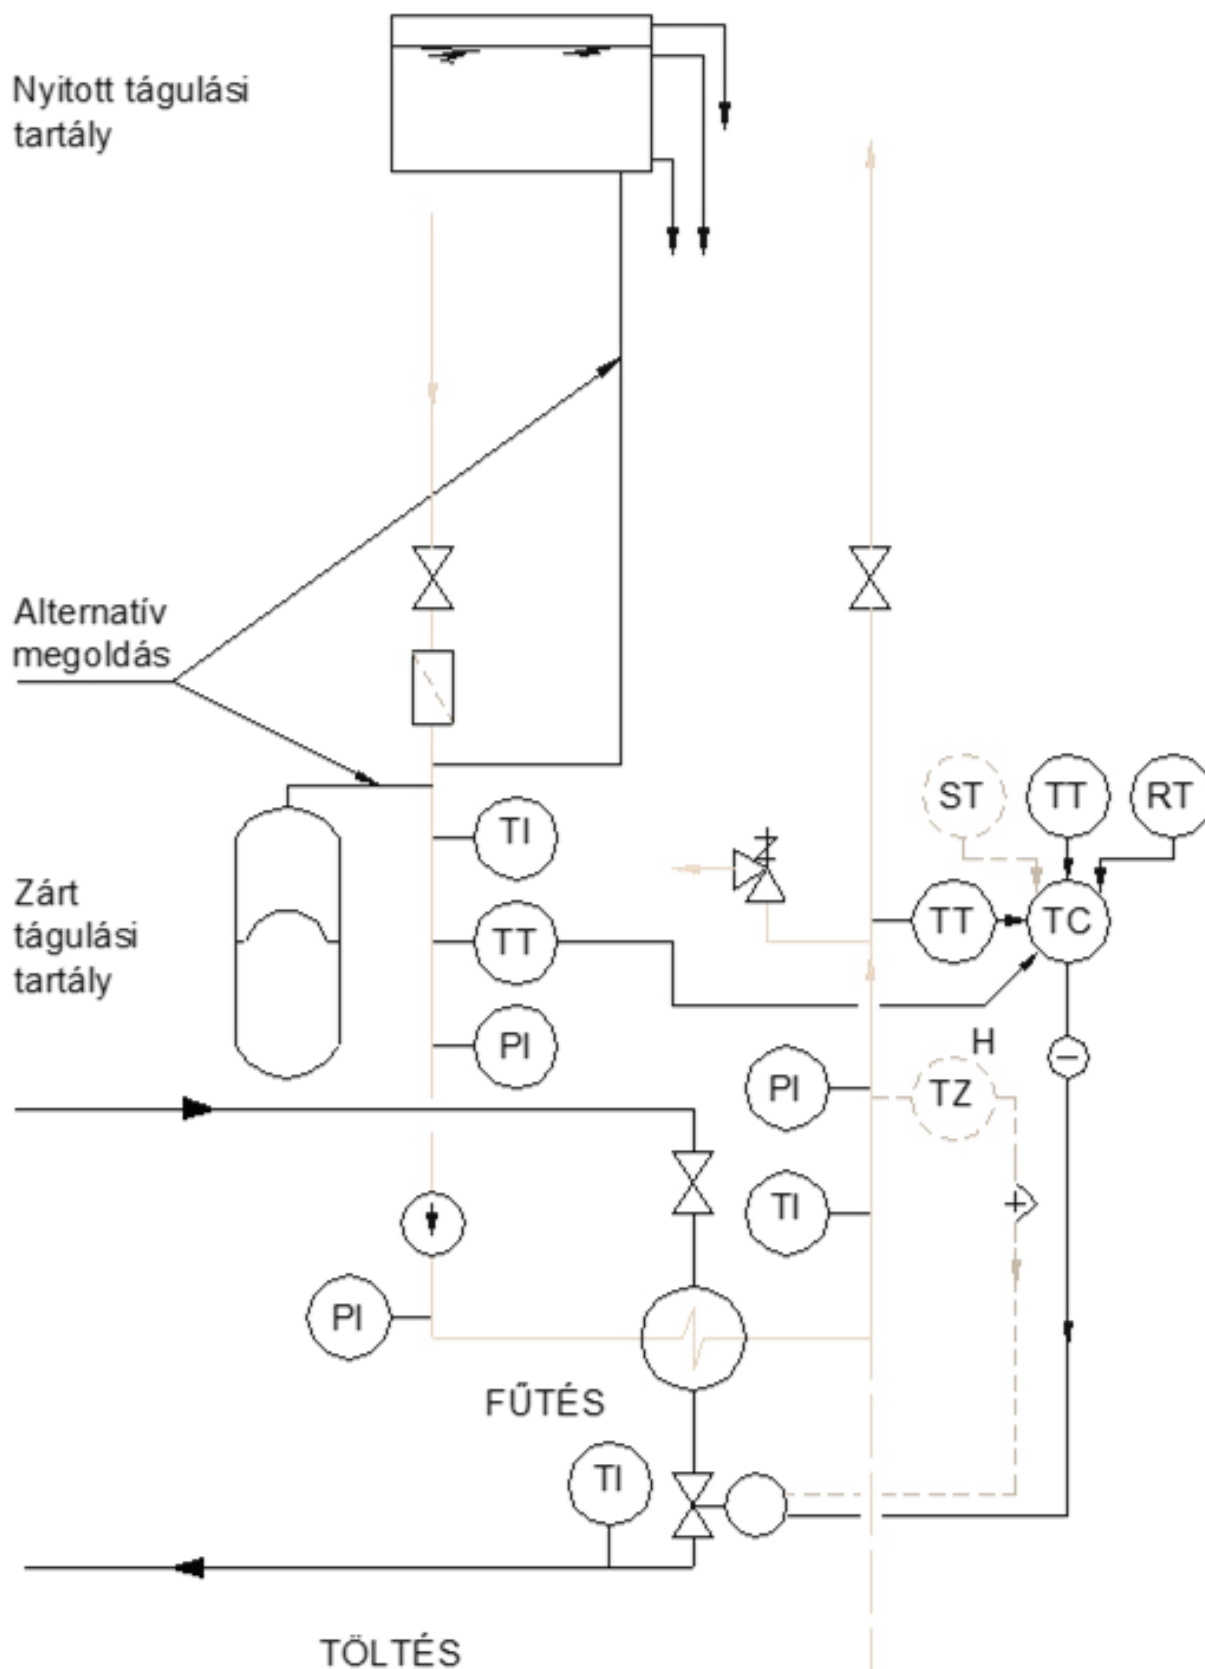 Nyitott tágulási
tartály
Alternatív
megoldás
ST
TT
RT
TI
Zárt
tágulási
tartály
TT
TT
TC
PI
H
PI
TZ
TI
PI
FŰTÉS
TI
TÖLTÉS